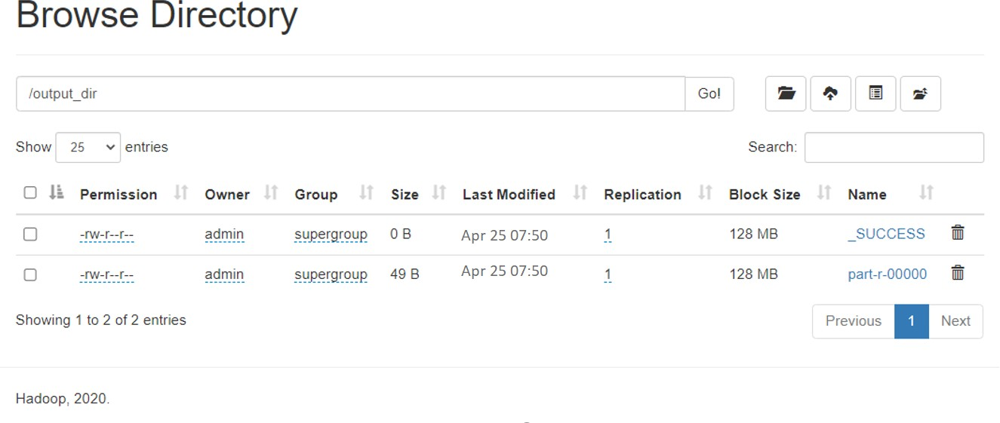 Browse Directory
/output_dir Go!
Show 25 entries Search:
Permission Owner Group Size Last Modified Replication Block Size Name
-rw-r--r-- admin supergroup 0 B Apr 25 07:50 1 128 MB _SUCCESS
-rw-r--r-- admin supergroup 49 B Apr 25 07:50 1 128 MB part-r-00000
Showing 1 to 2 of 2 entries Previous 1 Next
Hadoop, 2020.